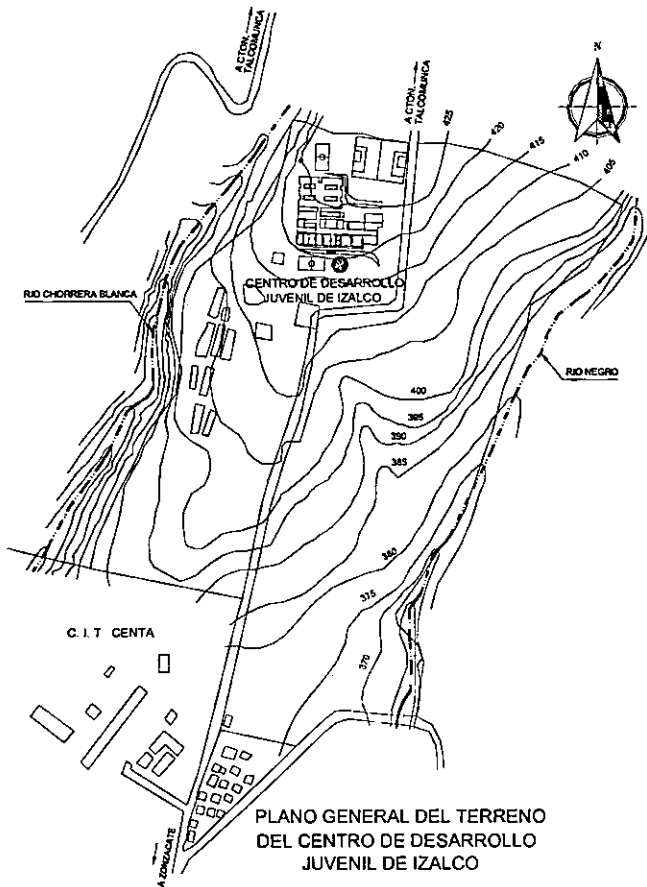 A CTON.
TALCOMUNCA
A CTON.
TALCOMUNCA
N
425
420
415
410
405
CENTRO DE DESARROLLO
JUVENIL DE IZALCO
RIO CHORRERA BLANCA
RIO NEGRO
400
395
390
385
380
375
370
C. I. T CENTA
A ZONZACATE
PLANO GENERAL DEL TERRENO
DEL CENTRO DE DESARROLLO
JUVENIL DE IZALCO